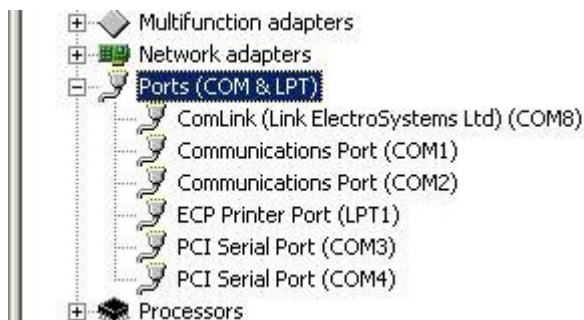 Multifunction adapters
Network adapters
Ports (COM & LPT)
ComLink (Link ElectroSystems Ltd) (COM8)
Communications Port (COM1)
Communications Port (COM2)
ECP Printer Port (LPT1)
PCI Serial Port (COM3)
PCI Serial Port (COM4)
Processors